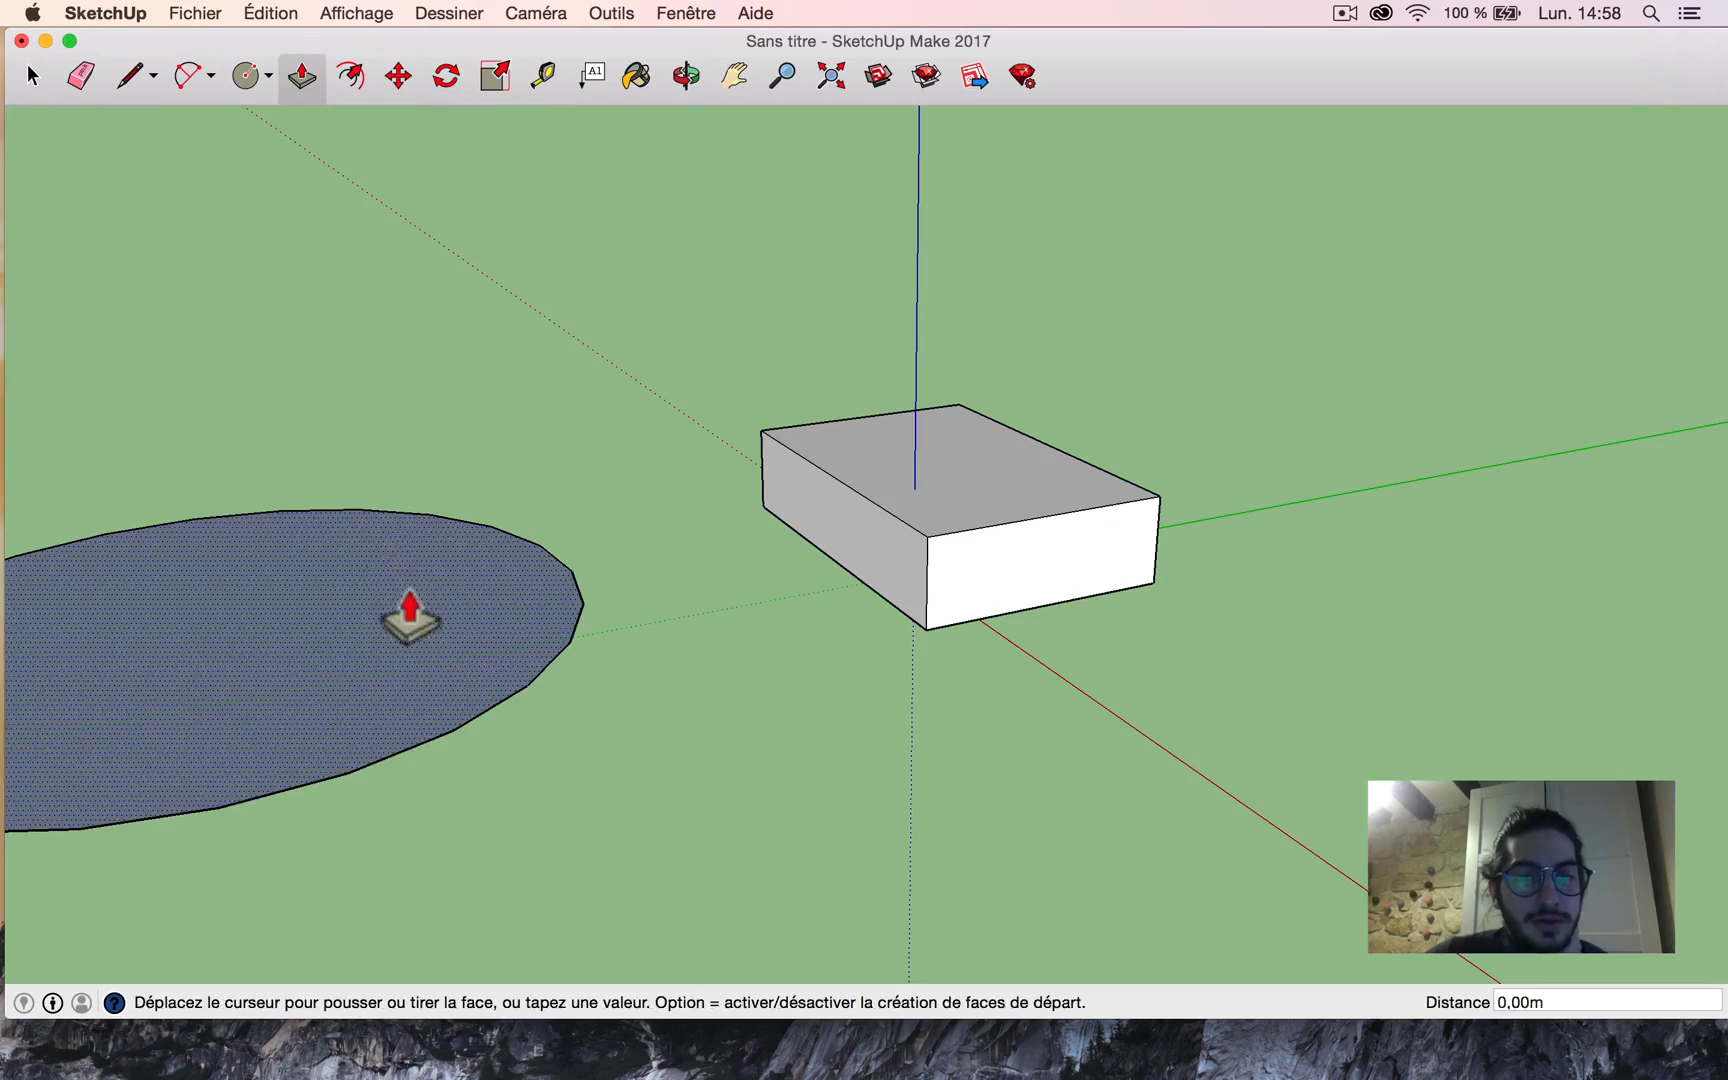 SketchUp Fichier Édition Affichage Dessiner Caméra Outils Fenêtre Aide 100 % Lun. 14:58
Sans titre - SketchUp Make 2017
A1
Déplacez le curseur pour pousser ou tirer la face, ou tapez une valeur. Option = activer/désactiver la création de faces de départ. Distance 0,00m